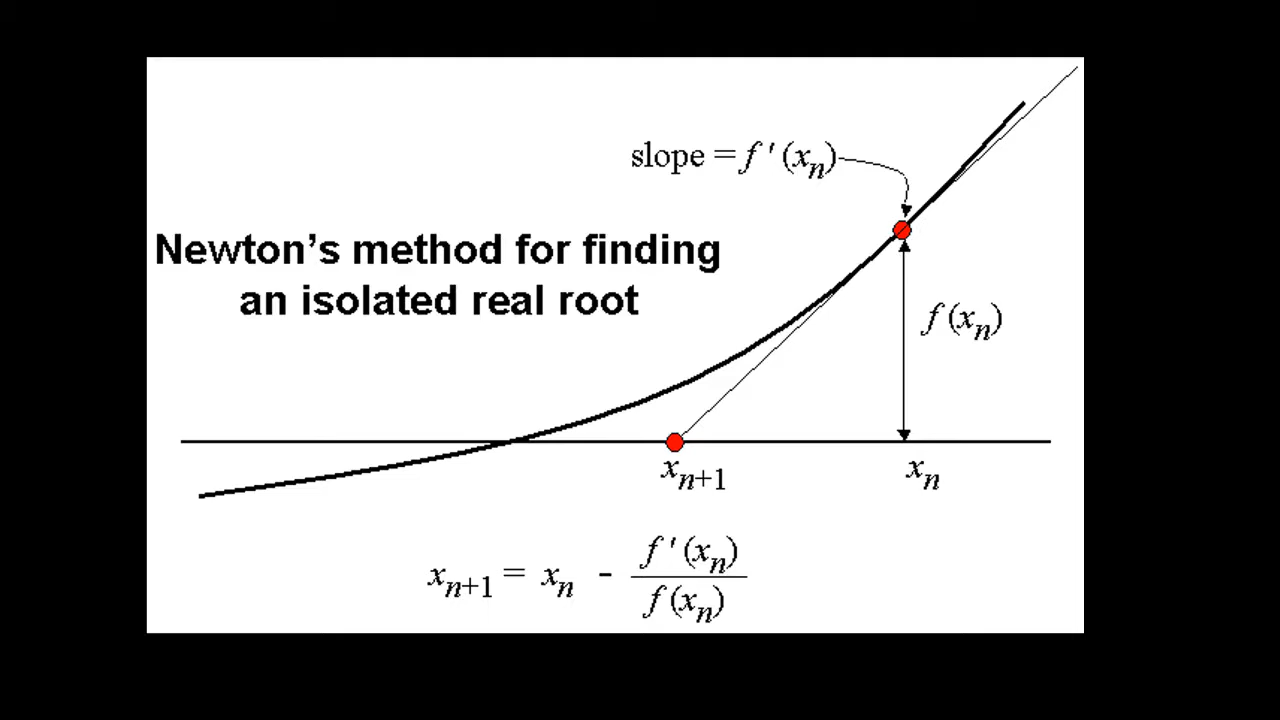 slope = f '(xₙ)
Newton's method for finding
an isolated real root
f(xₙ)
xₙ₊₁
xₙ
xₙ₊₁ = xₙ - f '(xₙ)
f(xₙ)